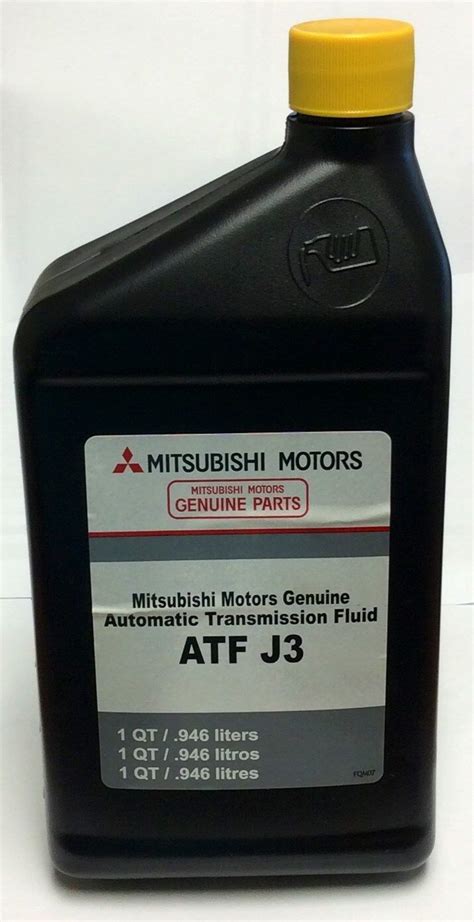 MITSUBISHI MOTORS
MITSUBISHI MOTORS
GENUINE PARTS
Mitsubishi Motors Genuine
Automatic Transmission Fluid
ATF J3
1 QT / .946 liters
1 QT / .946 litros
1 QT / .946 litres